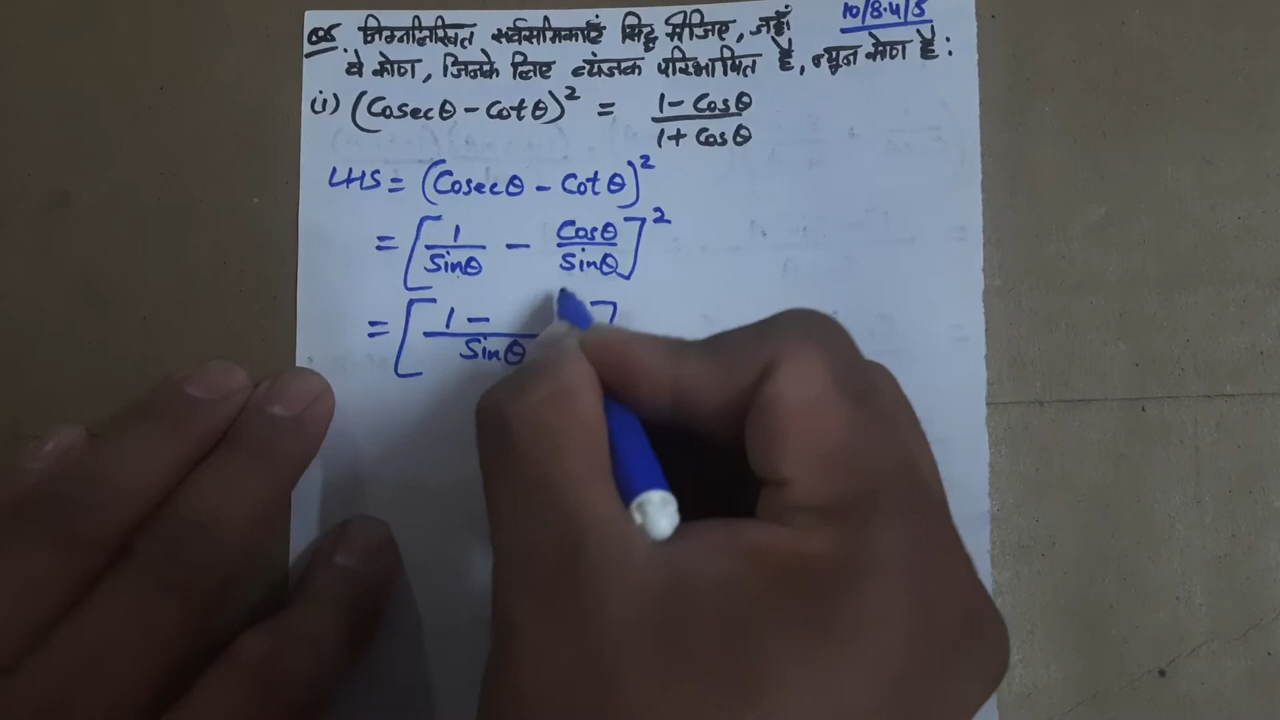 Q5 निम्नलिखित सर्वसमिकाएँ सिद्ध कीजिए, जहाँ 10/8.4/5
वे कोण, जिनके लिए व्यंजक परिभाषित है, न्यून कोण है:
(i) (Cosecθ - Cotθ)² = (1 - Cosθ)/(1 + Cosθ)
LHS = (Cosecθ - Cotθ)²
= [1/Sinθ - Cosθ/Sinθ]²
= [1 - /Sinθ]